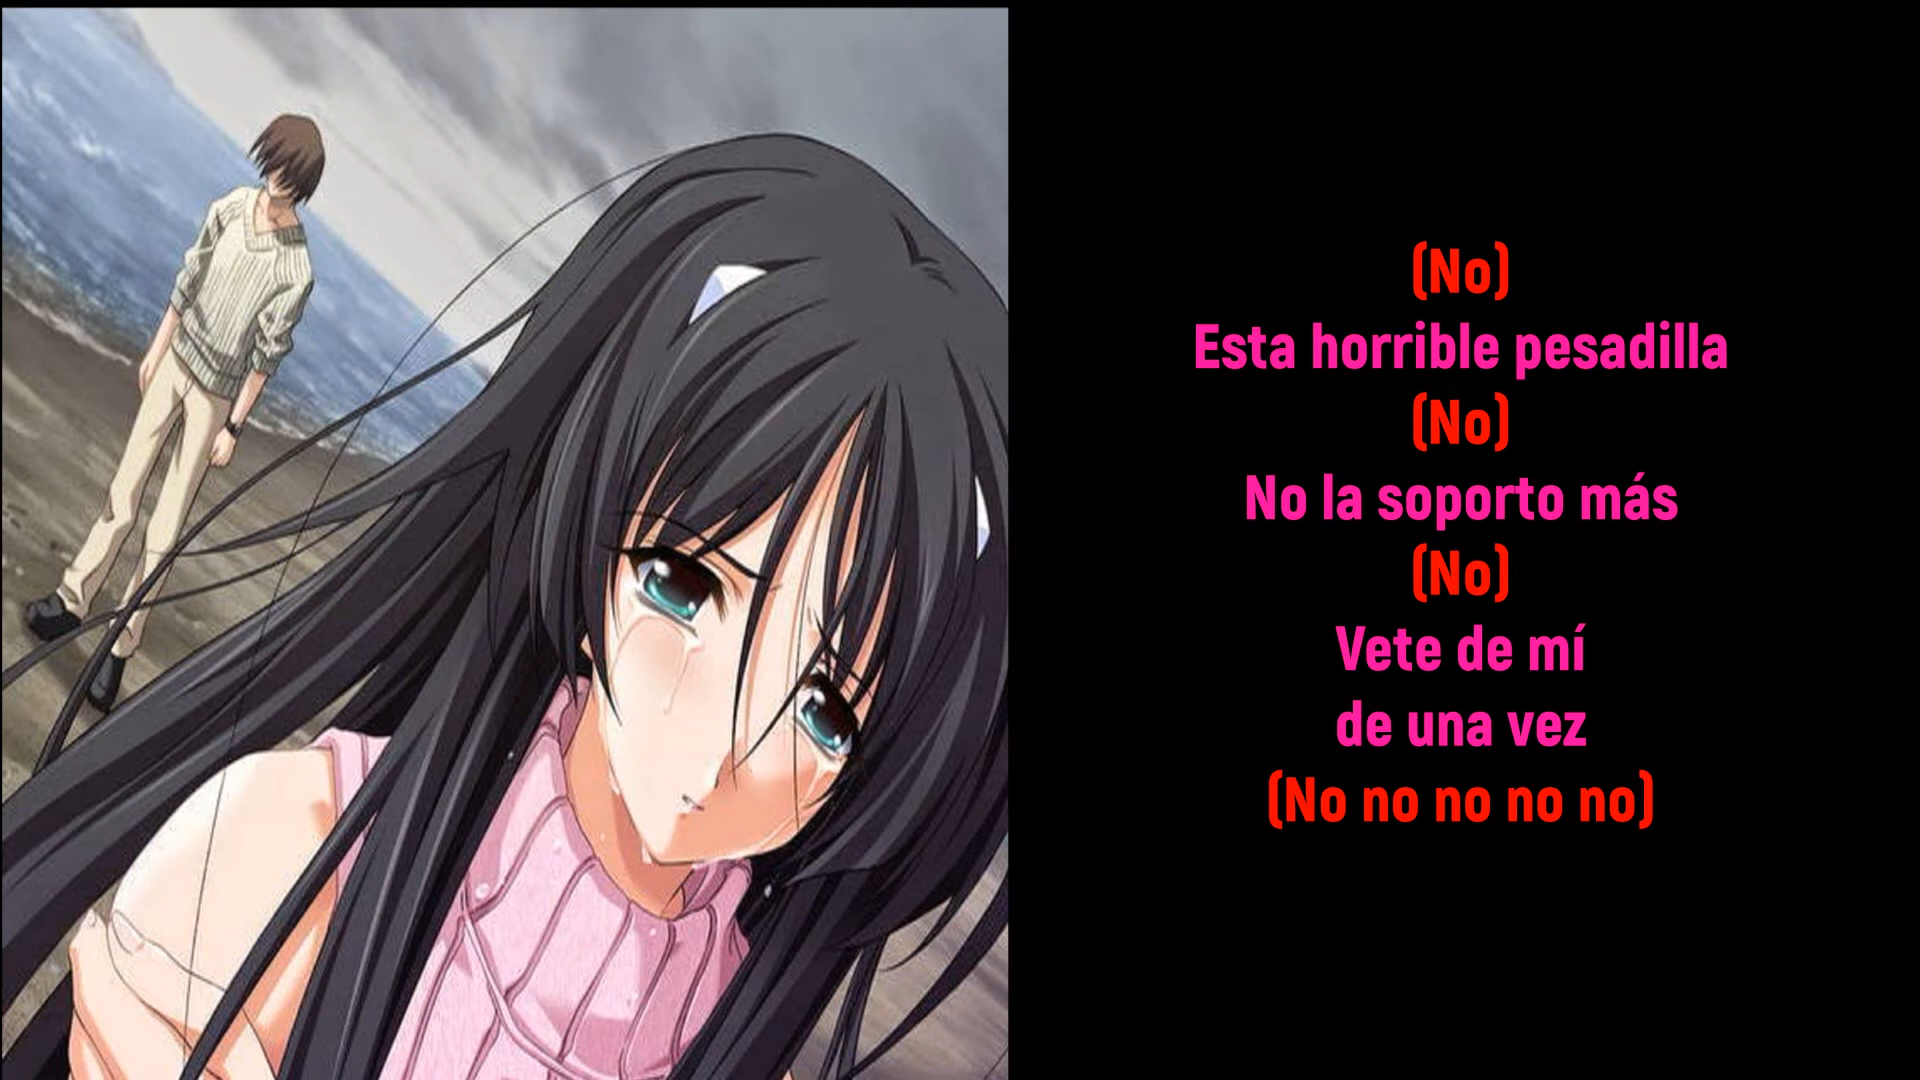 (No)
Esta horrible pesadilla
(No)
No la soporto más
(No)
Vete de mí
de una vez
(No no no no no)